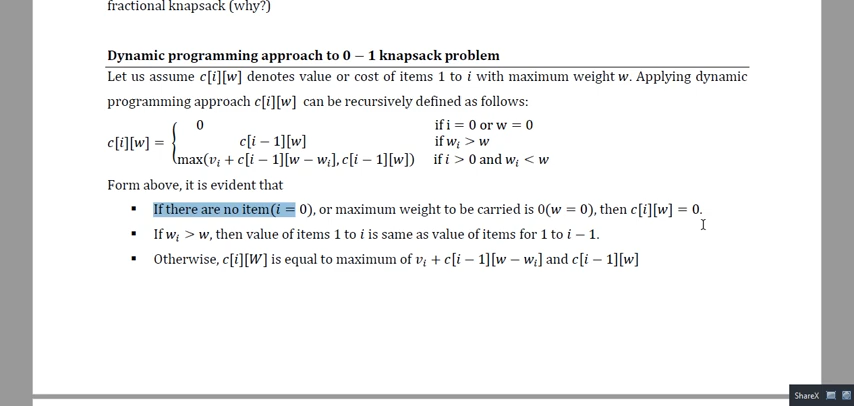 fractional knapsack (why?)
Dynamic programming approach to 0 − 1 knapsack problem
Let us assume c[i][w] denotes value or cost of items 1 to i with maximum weight w. Applying dynamic
programming approach c[i][w] can be recursively defined as follows:
0 if i = 0 or w = 0
c[i][w] = { c[i − 1][w] if wᵢ > w
max(vᵢ + c[i − 1][w − wᵢ], c[i − 1][w]) if i > 0 and wᵢ < w
Form above, it is evident that
▪ If there are no item(i = 0), or maximum weight to be carried is 0(w = 0), then c[i][w] = 0.
▪ If wᵢ > w, then value of items 1 to i is same as value of items for 1 to i − 1.
▪ Otherwise, c[i][W] is equal to maximum of vᵢ + c[i − 1][w − wᵢ] and c[i − 1][w]
ShareX